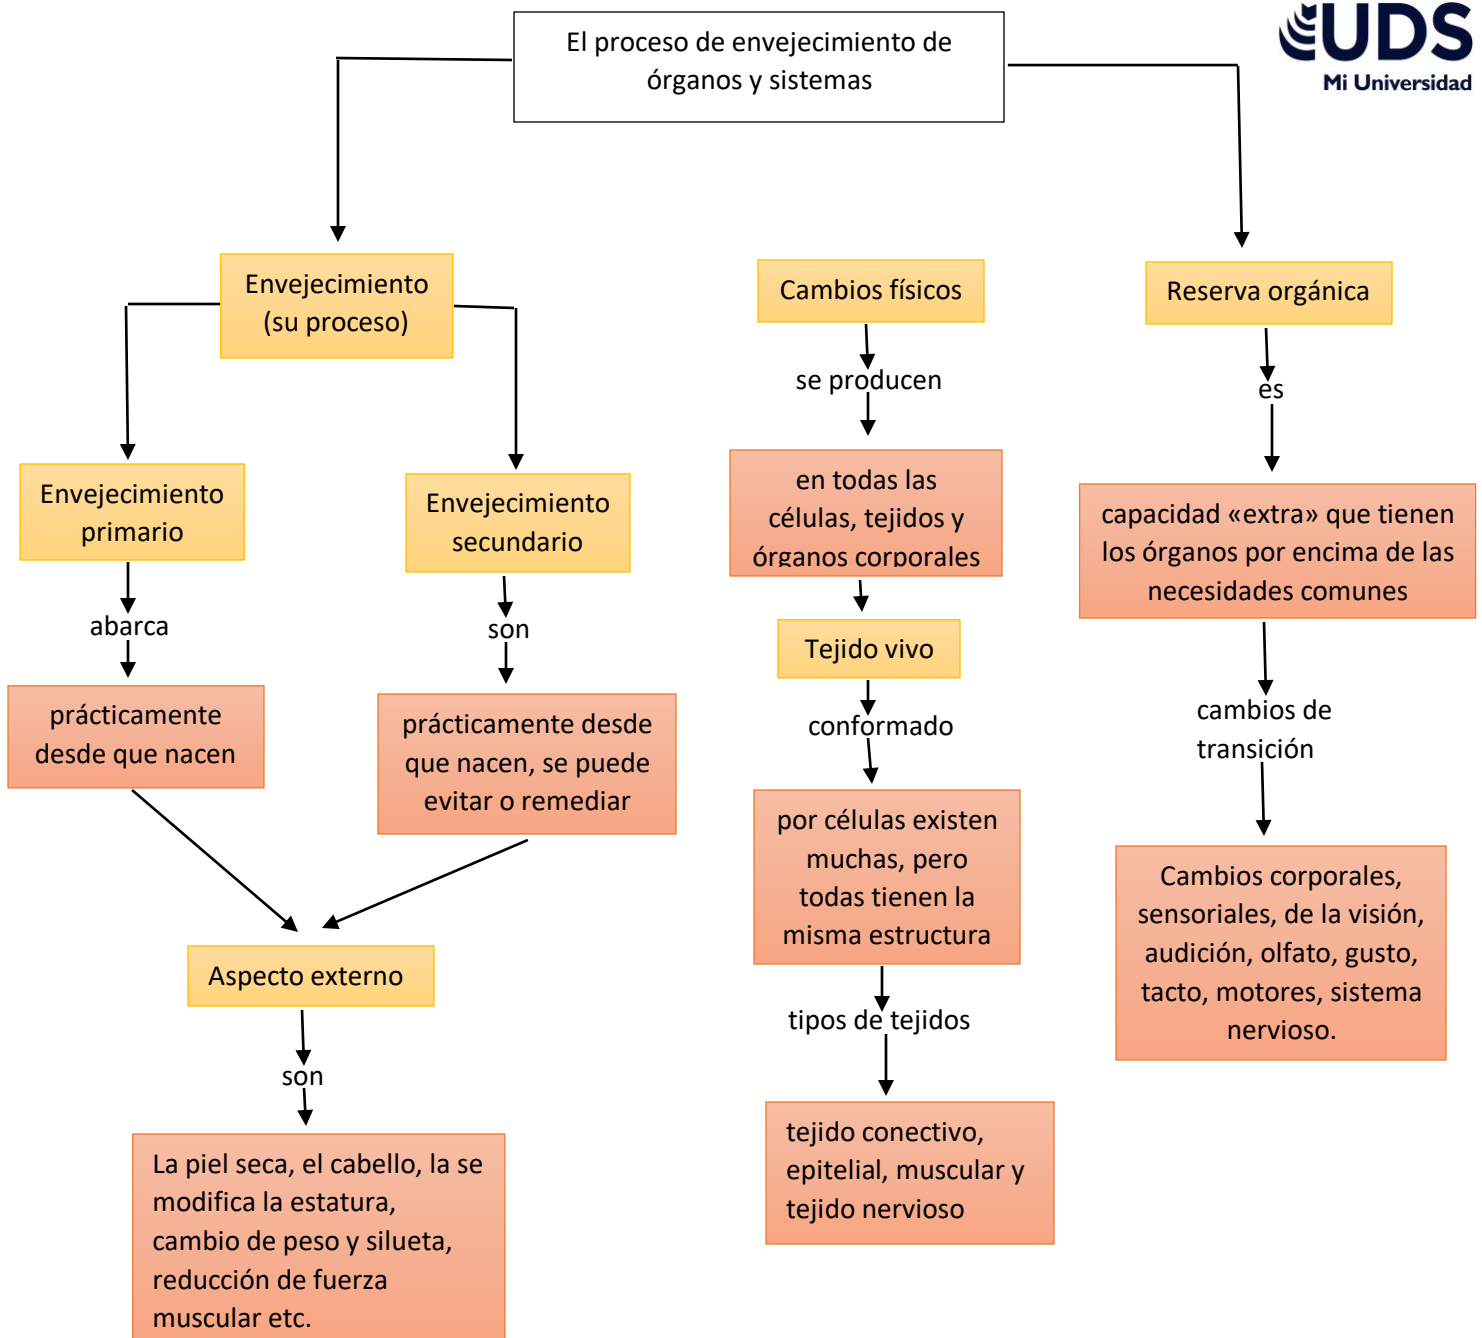 El proceso de envejecimiento de
órganos y sistemas
UDS
Mi Universidad
Envejecimiento
(su proceso)
Envejecimiento
primario
abarca
prácticamente
desde que nacen
Envejecimiento
secundario
son
prácticamente desde
que nacen, se puede
evitar o remediar
Aspecto externo
son
La piel seca, el cabello, la se
modifica la estatura,
cambio de peso y silueta,
reducción de fuerza
muscular etc.
Cambios físicos
se producen
en todas las
células, tejidos y
órganos corporales
Tejido vivo
conformado
por células existen
muchas, pero
todas tienen la
misma estructura
tipos de tejidos
tejido conectivo,
epitelial, muscular y
tejido nervioso
Reserva orgánica
es
capacidad «extra» que tienen
los órganos por encima de las
necesidades comunes
cambios de
transición
Cambios corporales,
sensoriales, de la visión,
audición, olfato, gusto,
tacto, motores, sistema
nervioso.